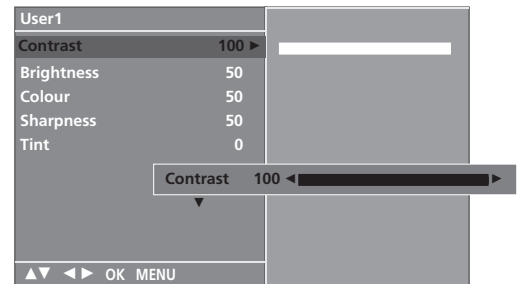 User1
Contrast 100 ►
Brightness 50
Colour 50
Sharpness 50
Tint 0
Contrast 100 ◄ ►
▼
▲▼ ◄► OK MENU